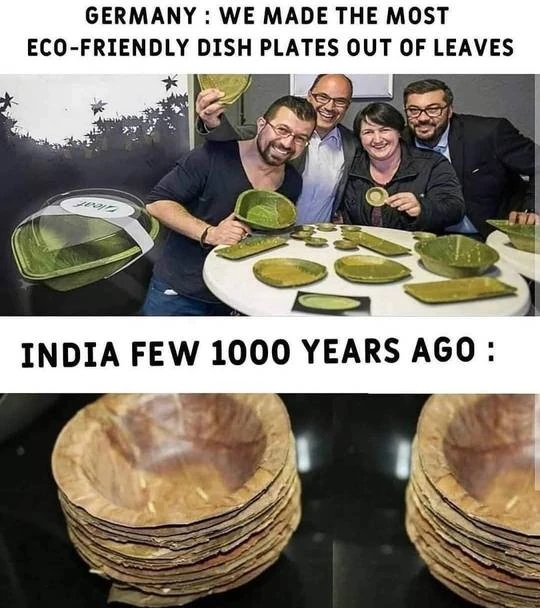 GERMANY : WE MADE THE MOST
ECO-FRIENDLY DISH PLATES OUT OF LEAVES
INDIA FEW 1000 YEARS AGO :